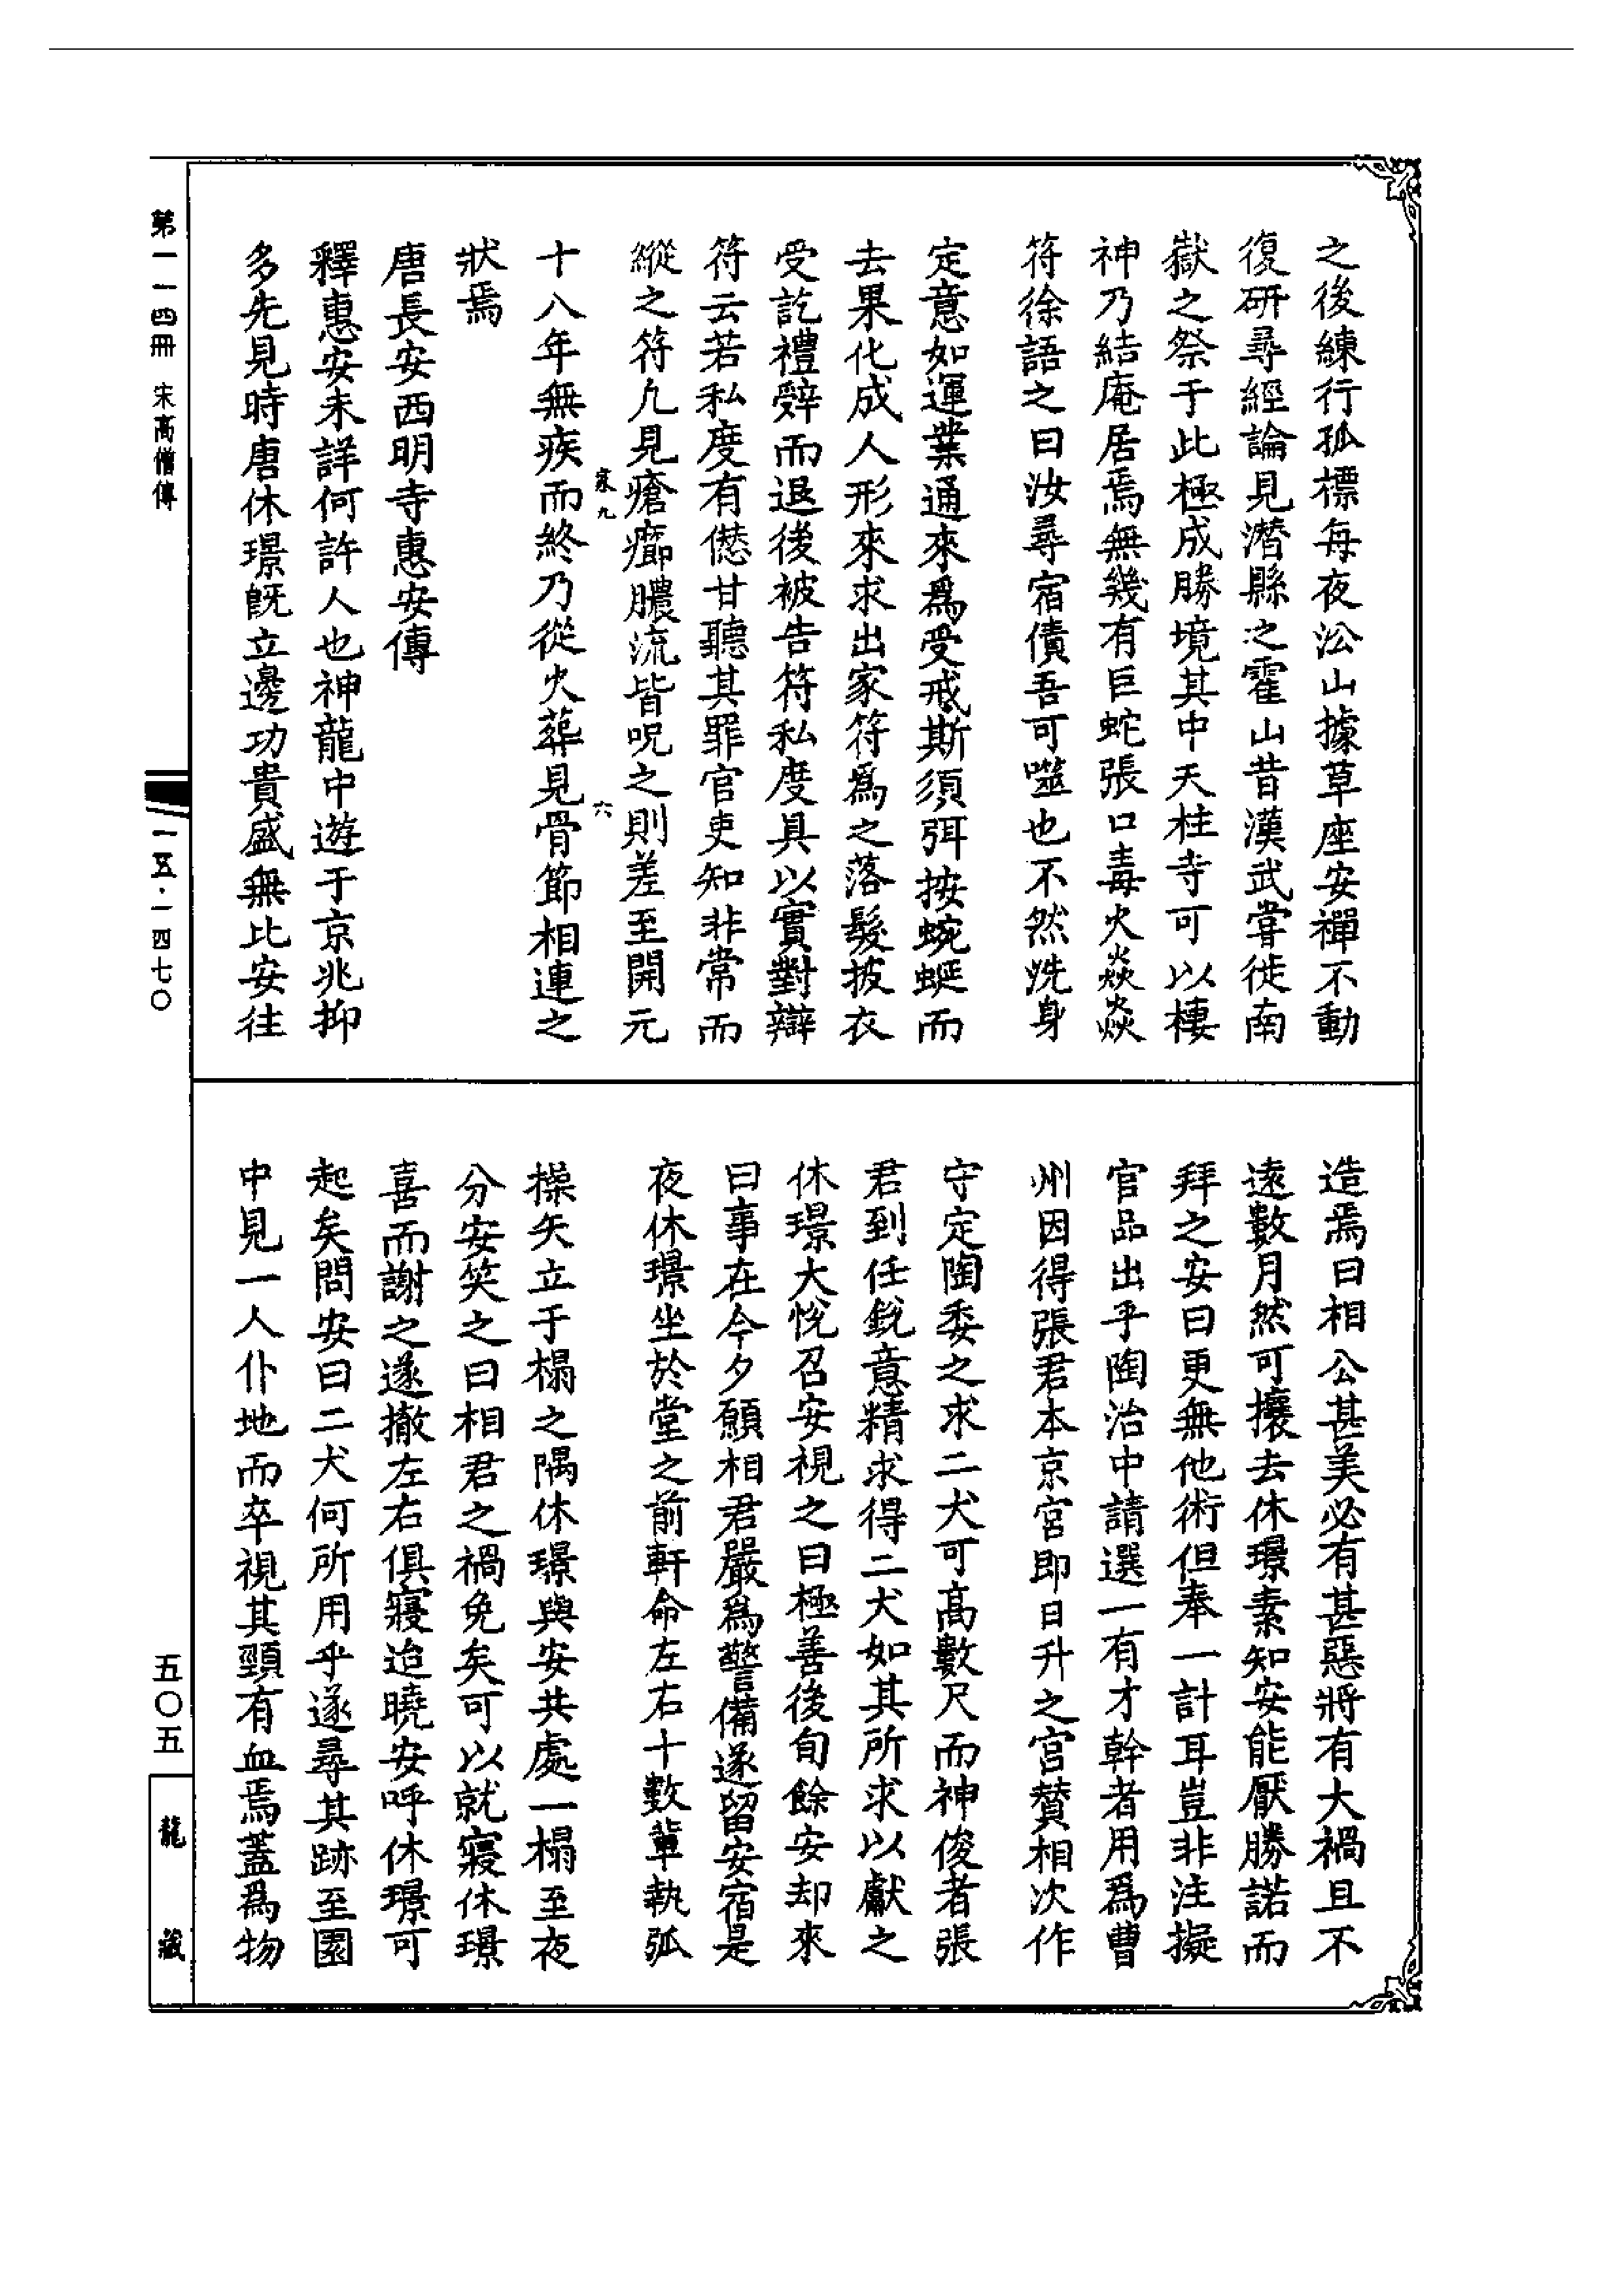 之後練行孤標每夜㳂山據草座安禪不動
復研尋經論見濳縣之霍山昔漢武甞徙南
嶽之祭于此極成勝境其中天柱寺可以棲
神乃結庵居焉無幾有巨蛇張口毒火焱焱
符徐語之曰汝尋宿債吾可噬也不然洗身
定意如運業通來爲受戒斯須弭按蜿蜒而
去果化成人形來求出家符爲之落髮披衣
受訖禮辤而退後被告符私度具以實對辯
符云若私度有僽甘聽其罪官吏知非常而
縱之符凢見瘡癤膿流皆呪之則差至開元
十八年無疾而終乃從火葬見骨節相連之
狀焉
唐長安西明寺惠安傳
釋惠安未詳何許人也神龍中遊于京兆抑
多先見時唐休璟旣立邊功貴盛無比安往
造焉曰相公甚美必有甚惡將有大禍且不
遠數月然可攘去休璟素知安能厭勝諾而
拜之安曰更無他術但奉一計耳豈非注擬
官品出乎陶冶中請選一有才幹者用爲曹
州因得張君本京官即日升之宫賛相次作
守定陶委之求二犬可高數尺而神俊者張
君到任銳意精求得二犬如其所求以獻之
休璟大悅召安視之曰極善後旬餘安却來
曰事在今夕願相君嚴爲警備遂留安宿是
夜休璟坐於堂之前軒命左右十數輩執弧
操矢立于榻之隅休璟與安共處一榻至夜
分安笑之曰相君之禍免矣可以就寢休璟
喜而謝之遂撤左右俱寢迨曉安呼休璟可
起矣問安曰二犬何所用乎遂尋其跡至園
中見一人仆地而卒視其頸有血焉蓋爲物
第一一四冊 宋高僧傳
一一五·一四七〇
五〇五
龍藏
六